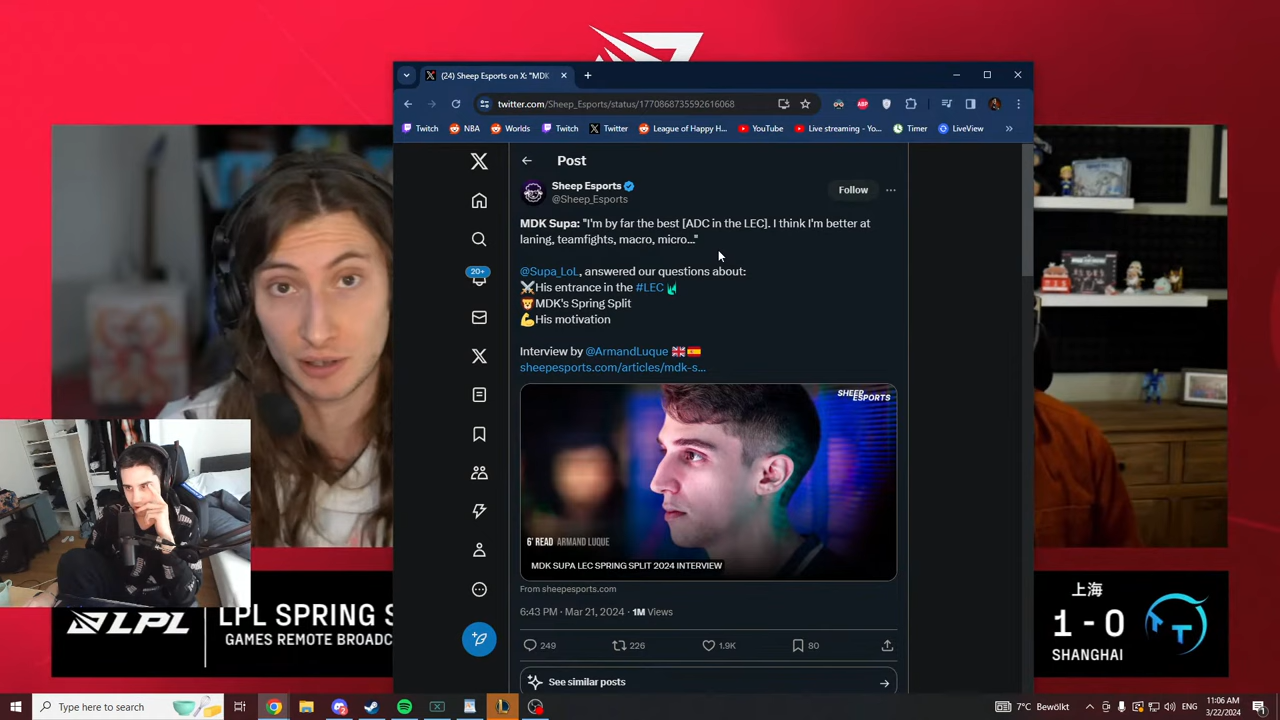 (24) Sheep Esports on X: "MDK
twitter.com/Sheep_Esports/status/1770868735592616068
ABP
Twitch
NBA
Worlds
Twitch
Twitter
League of Happy H...
YouTube
Live streaming - Yo...
Timer
LiveView
»
Post
Sheep Esports
@Sheep_Esports
Follow
MDK Supa: "I'm by far the best [ADC in the LEC]. I think I'm better at
laning, teamfights, macro, micro..."
@Supa_LoL, answered our questions about:
⚔️His entrance in the #LEC
🦁MDK's Spring Split
💪His motivation
Interview by @ArmandLuque 🇬🇧🇪🇸
sheepesports.com/articles/mdk-s...
SHEEP
ESPORTS
6' READ ARMAND LUQUE
MDK SUPA LEC SPRING SPLIT 2024 INTERVIEW
From sheepesports.com
6:43 PM · Mar 21, 2024 · 1M Views
249
226
1.9K
80
See similar posts
20+
LPL
LPL SPRING S
GAMES REMOTE BROADC
上海
1 - 0
SHANGHAI
Type here to search
7°C Bewölkt
ENG
11:06 AM
3/22/2024
1